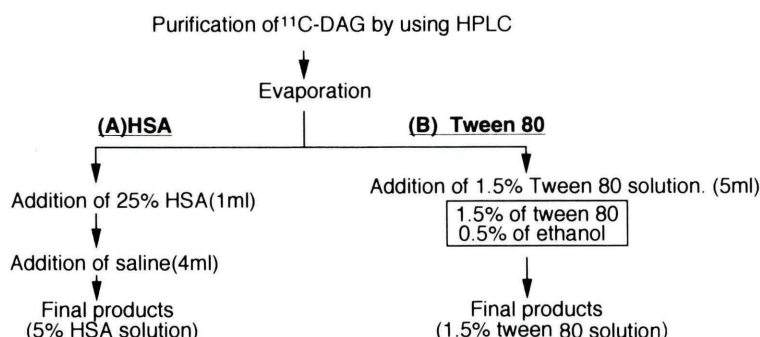 Purification of¹¹C-DAG by using HPLC
Evaporation
(A)HSA
(B) Tween 80
Addition of 25% HSA(1ml)
Addition of saline(4ml)
Final products
(5% HSA solution)
Addition of 1.5% Tween 80 solution. (5ml)
1.5% of tween 80
0.5% of ethanol
Final products
(1.5% tween 80 solution)